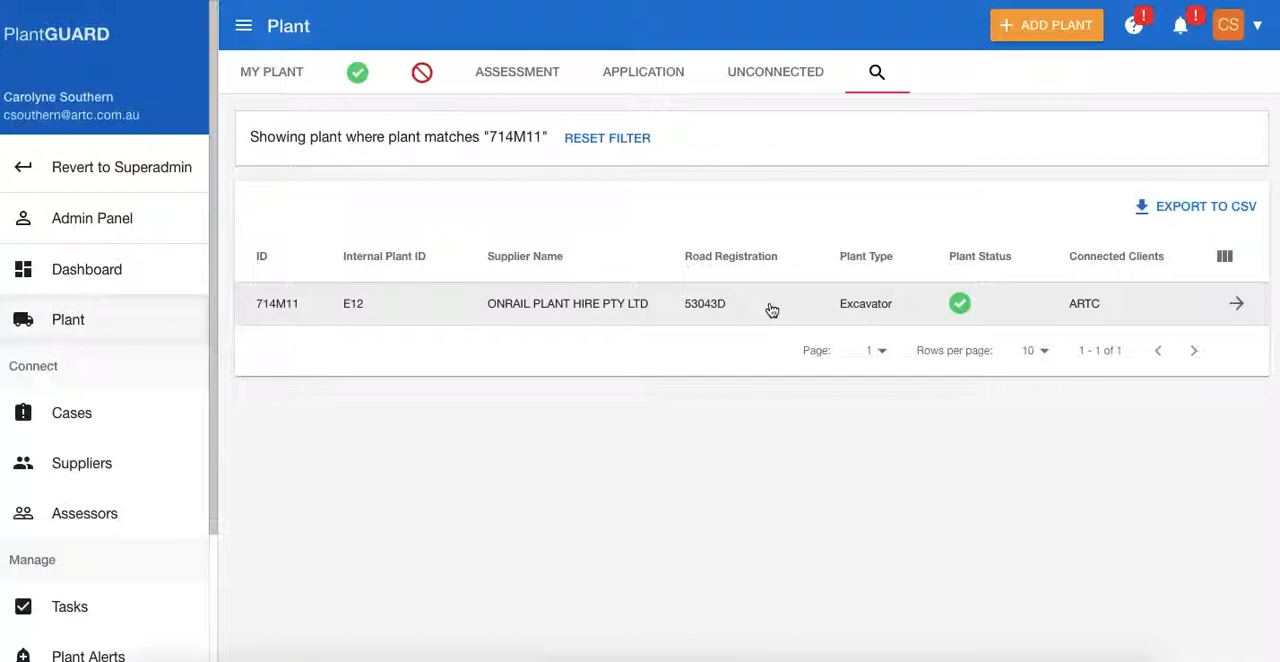 PlantGUARD
Carolyne Southern
csouthern@artc.com.au
Revert to Superadmin
Admin Panel
Dashboard
Plant
Connect
Cases
Suppliers
Assessors
Manage
Tasks
Plant Alerts
Plant
+ ADD PLANT
?
!
!
CS
MY PLANT
ASSESSMENT
APPLICATION
UNCONNECTED
Showing plant where plant matches "714M11" RESET FILTER
EXPORT TO CSV
ID Internal Plant ID Supplier Name Road Registration Plant Type Plant Status Connected Clients
714M11 E12 ONRAIL PLANT HIRE PTY LTD 53043D Excavator ARTC
Page: 1 Rows per page: 10 1 - 1 of 1